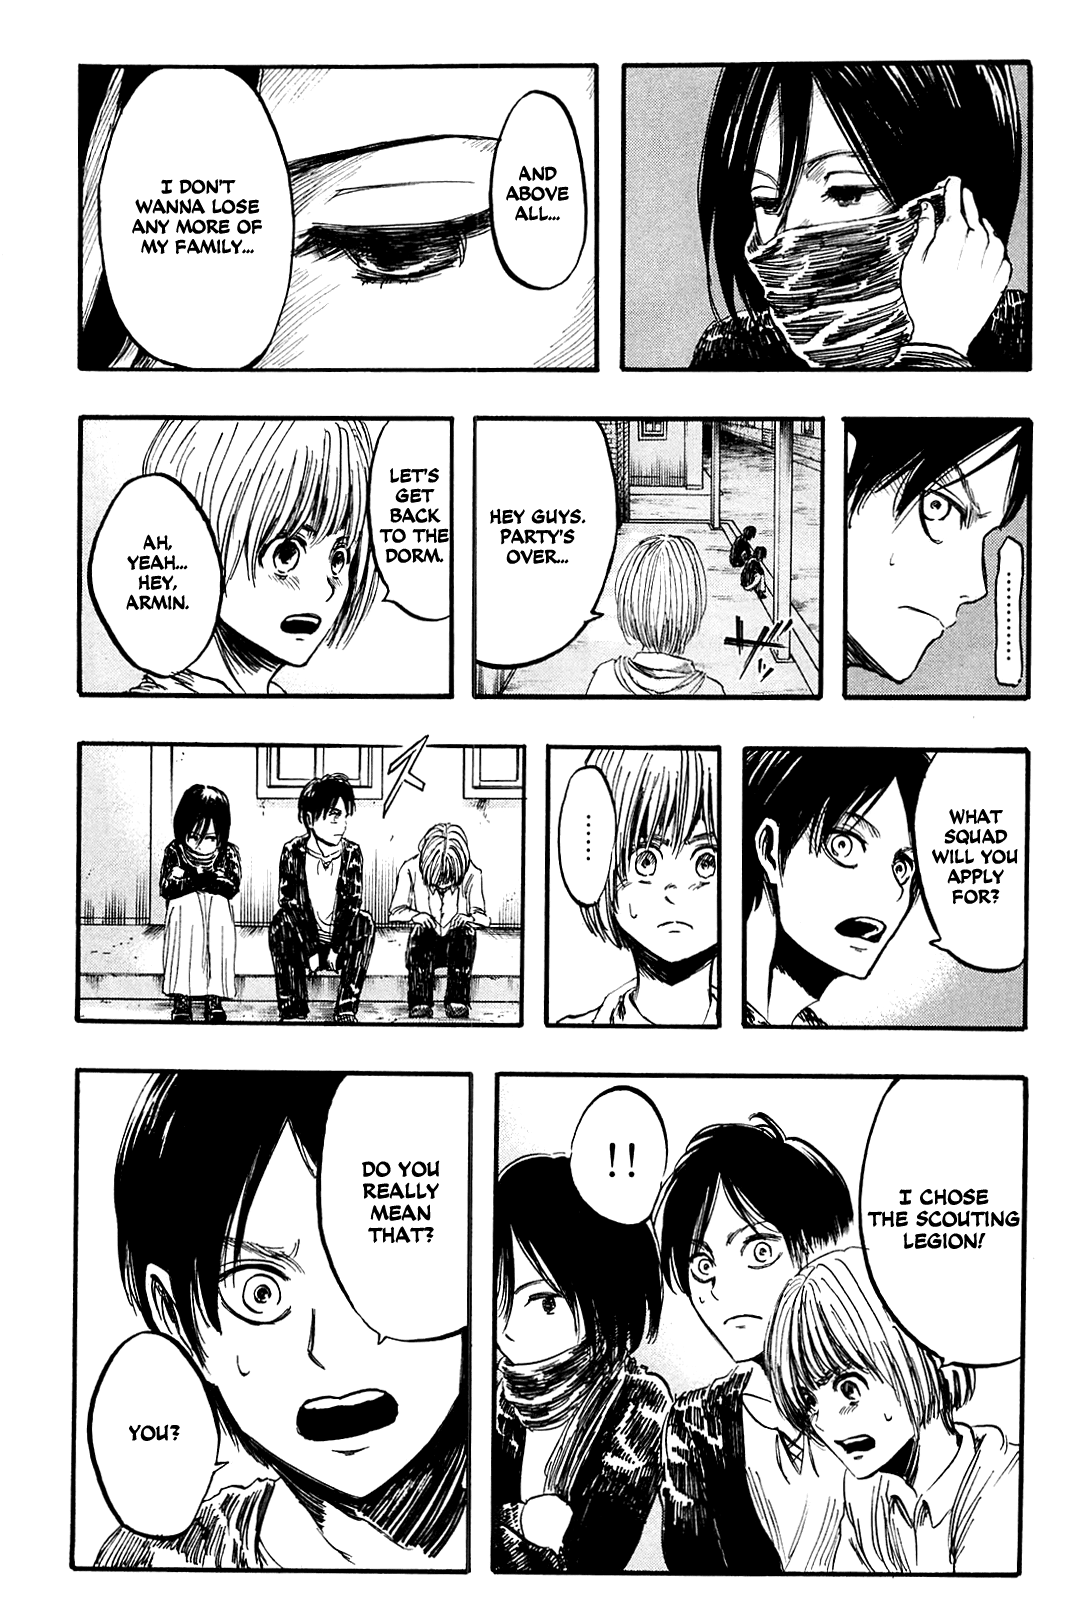 AND
ABOVE
ALL...
I DON'T
WANNA LOSE
ANY MORE OF
MY FAMILY...
.........
HEY GUYS.
PARTY'S
OVER...
LET'S
GET
BACK
TO THE
DORM.
AH,
YEAH...
HEY,
ARMIN.
WHAT
SQUAD
WILL YOU
APPLY
FOR?
......
I CHOSE
THE SCOUTING
LEGION!
!!
DO YOU
REALLY
MEAN
THAT?
YOU?